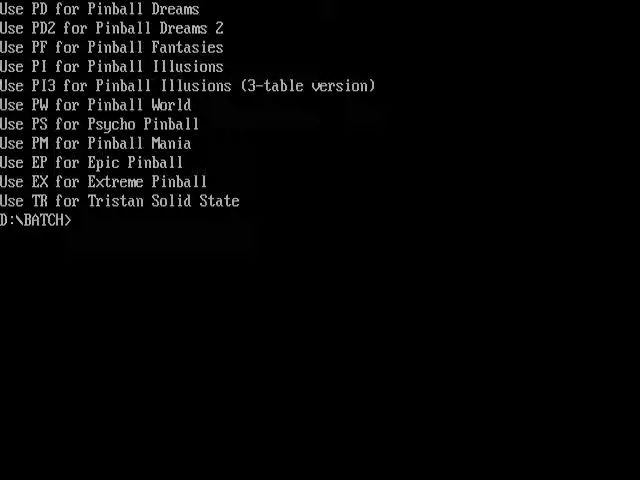 Use PD for Pinball Dreams
Use PD2 for Pinball Dreams 2
Use PF for Pinball Fantasies
Use PI for Pinball Illusions
Use PI3 for Pinball Illusions (3-table version)
Use PW for Pinball World
Use PS for Psycho Pinball
Use PM for Pinball Mania
Use EP for Epic Pinball
Use EX for Extreme Pinball
Use TR for Tristan Solid State
D:\BATCH>